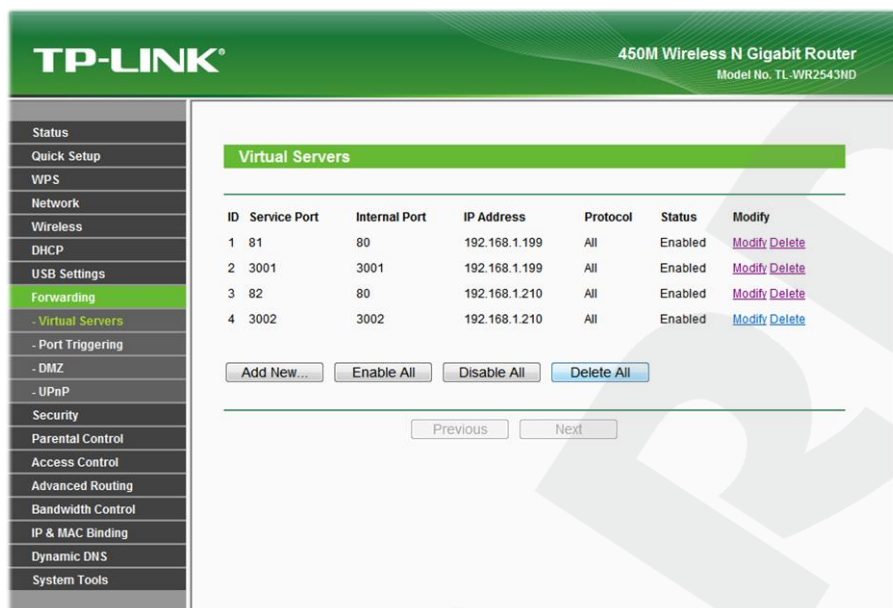 TP-LINK®
450M Wireless N Gigabit Router
Model No. TL-WR2543ND
Status
Quick Setup
WPS
Network
Wireless
DHCP
USB Settings
Forwarding
- Virtual Servers
- Port Triggering
- DMZ
- UPnP
Security
Parental Control
Access Control
Advanced Routing
Bandwidth Control
IP & MAC Binding
Dynamic DNS
System Tools
Virtual Servers
ID Service Port Internal Port IP Address Protocol Status Modify
1 81 80 192.168.1.199 All Enabled Modify Delete
2 3001 3001 192.168.1.199 All Enabled Modify Delete
3 82 80 192.168.1.210 All Enabled Modify Delete
4 3002 3002 192.168.1.210 All Enabled Modify Delete
Add New... Enable All Disable All Delete All
Previous Next